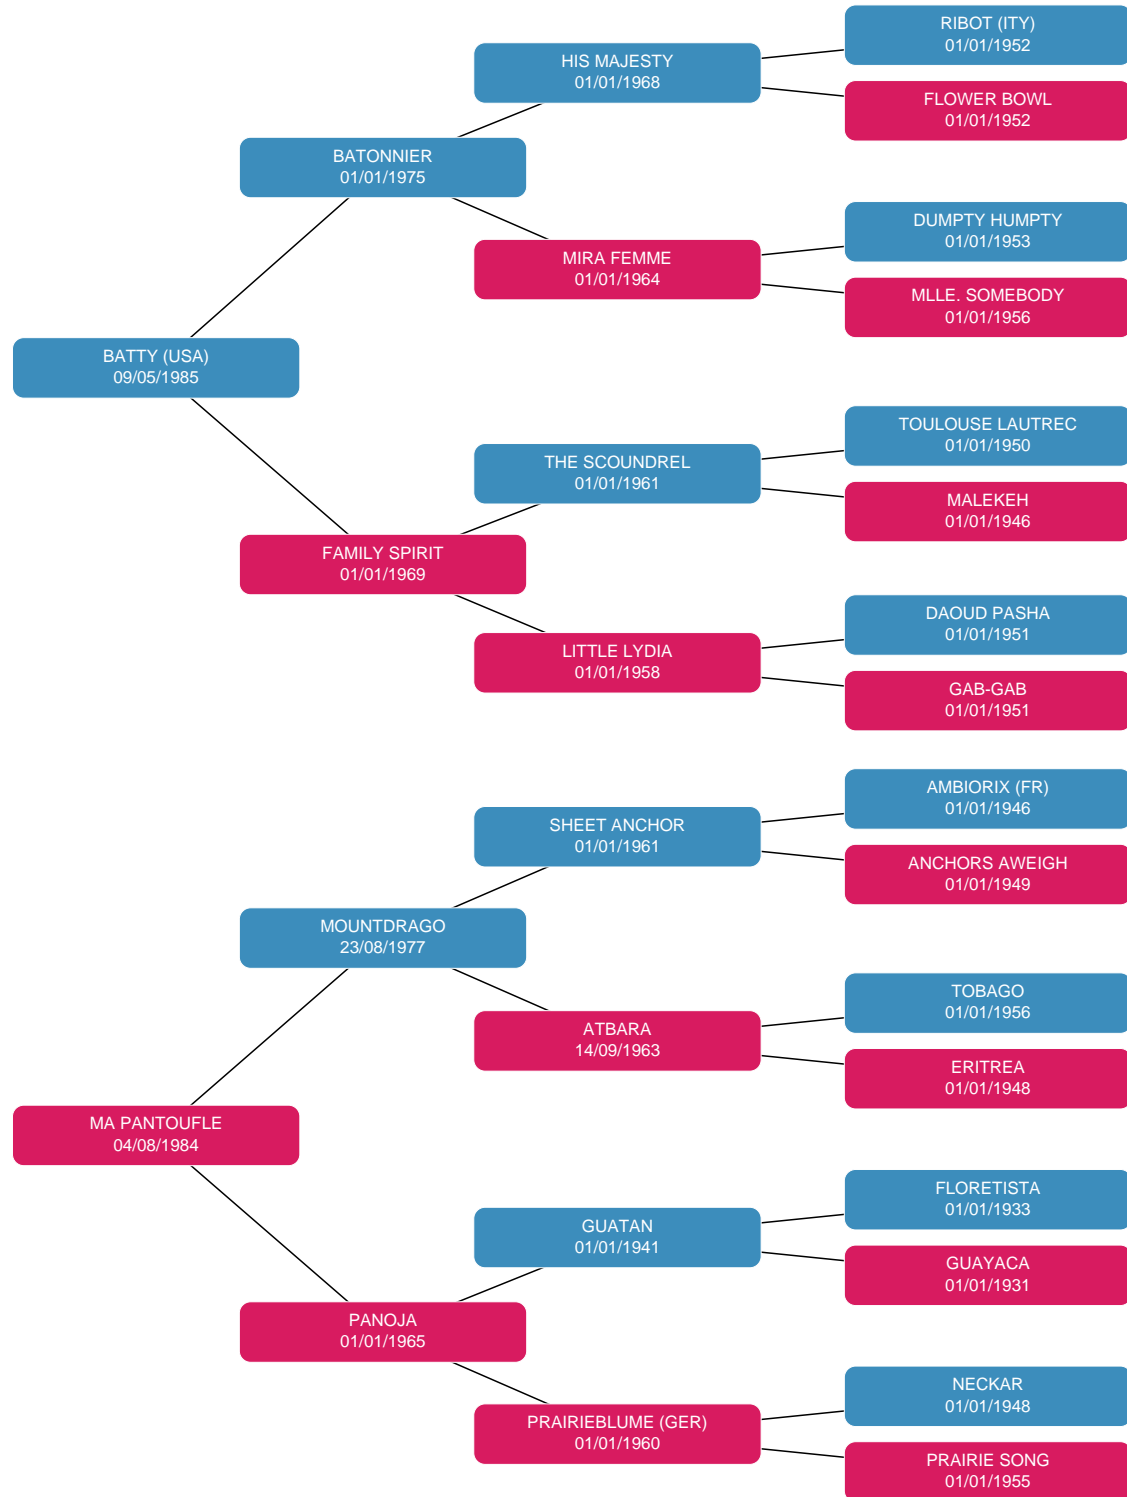 RIBOT (ITY)
01/01/1952
HIS MAJESTY
01/01/1968
FLOWER BOWL
01/01/1952
BATONNIER
01/01/1975
DUMPTY HUMPTY
01/01/1953
MIRA FEMME
01/01/1964
MLLE. SOMEBODY
01/01/1956
BATTY (USA)
09/05/1985
TOULOUSE LAUTREC
01/01/1950
THE SCOUNDREL
01/01/1961
MALEKEH
01/01/1946
FAMILY SPIRIT
01/01/1969
DAOUD PASHA
01/01/1951
LITTLE LYDIA
01/01/1958
GAB-GAB
01/01/1951
AMBIORIX (FR)
01/01/1946
SHEET ANCHOR
01/01/1961
ANCHORS AWEIGH
01/01/1949
MOUNTDRAGO
23/08/1977
TOBAGO
01/01/1956
ATBARA
14/09/1963
ERITREA
01/01/1948
MA PANTOUFLE
04/08/1984
FLORETISTA
01/01/1933
GUATAN
01/01/1941
GUAYACA
01/01/1931
PANOJA
01/01/1965
NECKAR
01/01/1948
PRAIRIEBLUME (GER)
01/01/1960
PRAIRIE SONG
01/01/1955